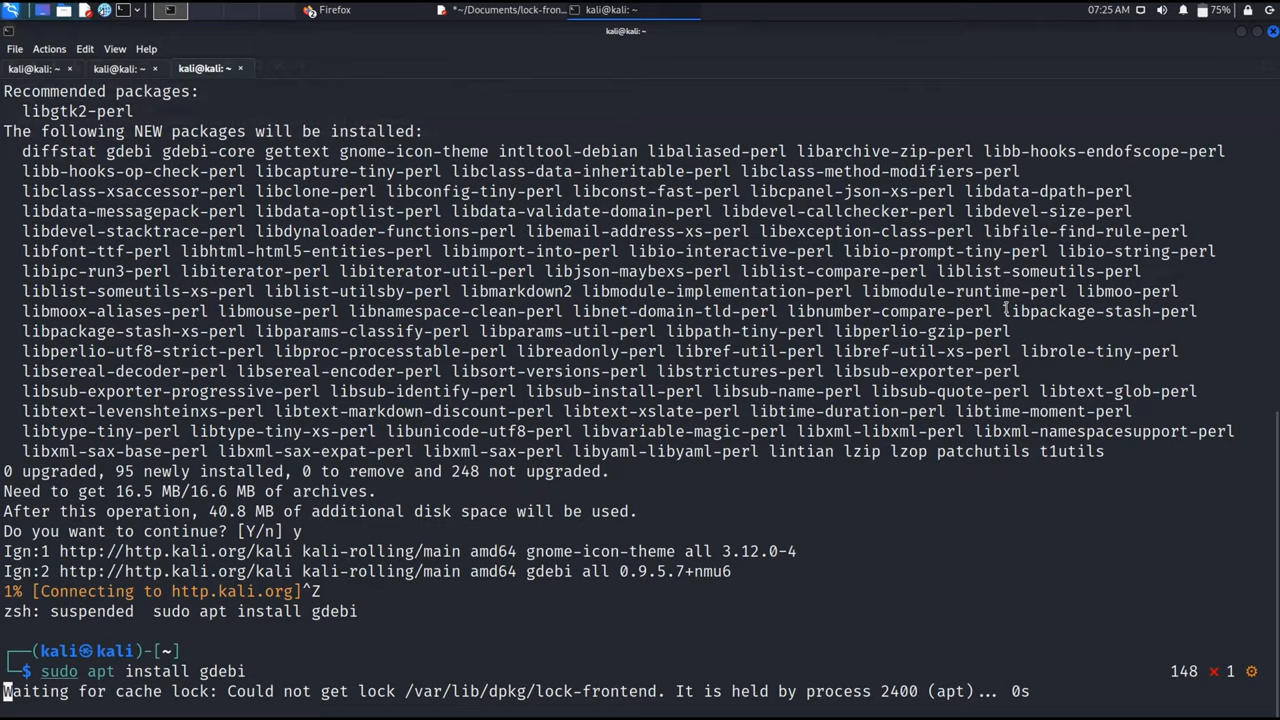 Firefox
*~/Documents/lock-fron...
kali@kali: ~
07:25 AM
75%
kali@kali: ~
File Actions Edit View Help
kali@kali: ~ × kali@kali: ~ × kali@kali: ~ ×
Recommended packages:
libgtk2-perl
The following NEW packages will be installed:
diffstat gdebi gdebi-core gettext gnome-icon-theme intltool-debian libaliased-perl libarchive-zip-perl libb-hooks-endofscope-perl
libb-hooks-op-check-perl libcapture-tiny-perl libclass-data-inheritable-perl libclass-method-modifiers-perl
libclass-xsaccessor-perl libclone-perl libconfig-tiny-perl libconst-fast-perl libcpanel-json-xs-perl libdata-dpath-perl
libdata-messagepack-perl libdata-optlist-perl libdata-validate-domain-perl libdevel-callchecker-perl libdevel-size-perl
libdevel-stacktrace-perl libdynaloader-functions-perl libemail-address-xs-perl libexception-class-perl libfile-find-rule-perl
libfont-ttf-perl libhtml-html5-entities-perl libimport-into-perl libio-interactive-perl libio-prompt-tiny-perl libio-string-perl
libipc-run3-perl libiterator-perl libiterator-util-perl libjson-maybexs-perl liblist-compare-perl liblist-someutils-perl
liblist-someutils-xs-perl liblist-utilsby-perl libmarkdown2 libmodule-implementation-perl libmodule-runtime-perl libmoo-perl
libmoox-aliases-perl libmouse-perl libnamespace-clean-perl libnet-domain-tld-perl libnumber-compare-perl libpackage-stash-perl
libpackage-stash-xs-perl libparams-classify-perl libparams-util-perl libpath-tiny-perl libperlio-gzip-perl
libperlio-utf8-strict-perl libproc-processtable-perl libreadonly-perl libref-util-perl libref-util-xs-perl librole-tiny-perl
libsereal-decoder-perl libsereal-encoder-perl libsort-versions-perl libstrictures-perl libsub-exporter-perl
libsub-exporter-progressive-perl libsub-identify-perl libsub-install-perl libsub-name-perl libsub-quote-perl libtext-glob-perl
libtext-levenshteinxs-perl libtext-markdown-discount-perl libtext-xslate-perl libtime-duration-perl libtime-moment-perl
libtype-tiny-perl libtype-tiny-xs-perl libunicode-utf8-perl libvariable-magic-perl libxml-libxml-perl libxml-namespacesupport-perl
libxml-sax-base-perl libxml-sax-expat-perl libxml-sax-perl libyaml-libyaml-perl lintian lzip lzop patchutils t1utils
0 upgraded, 95 newly installed, 0 to remove and 248 not upgraded.
Need to get 16.5 MB/16.6 MB of archives.
After this operation, 40.8 MB of additional disk space will be used.
Do you want to continue? [Y/n] y
Ign:1 http://http.kali.org/kali kali-rolling/main amd64 gnome-icon-theme all 3.12.0-4
Ign:2 http://http.kali.org/kali kali-rolling/main amd64 gdebi all 0.9.5.7+nmu6
1% [Connecting to http.kali.org]^Z
zsh: suspended  sudo apt install gdebi
┌──(kali㉿kali)-[~]
└─$ sudo apt install gdebi 148 ⨯ 1 ⚙
Waiting for cache lock: Could not get lock /var/lib/dpkg/lock-frontend. It is held by process 2400 (apt)... 0s